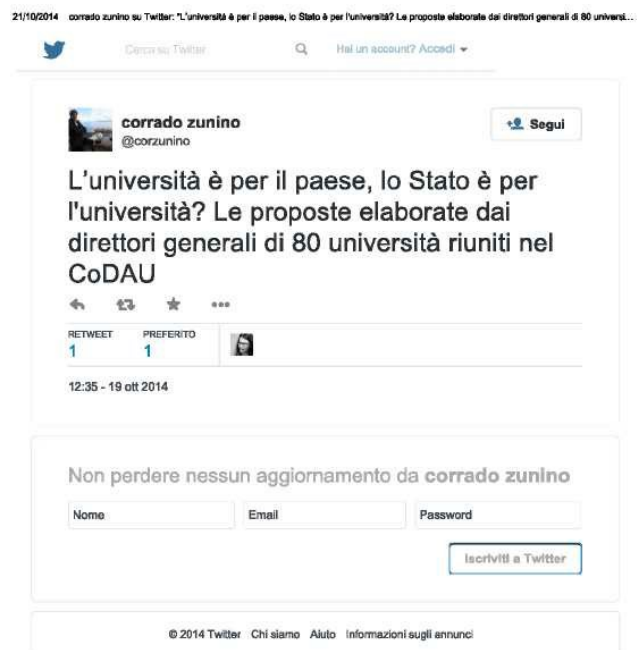 21/10/2014 corrado zunino su Twitter: "L'università è per il paese, lo Stato è per l'università? Le proposte elaborate dai direttori generali di 80 universi...
Cerca su Twitter
Hai un account? Accedi
corrado zunino
@corzunino
Segui
L'università è per il paese, lo Stato è per
l'università? Le proposte elaborate dai
direttori generali di 80 università riuniti nel
CoDAU
RETWEET PREFERITO
1 1
12:35 - 19 ott 2014
Non perdere nessun aggiornamento da corrado zunino
Nome Email Password
Iscriviti a Twitter
© 2014 Twitter Chi siamo Aiuto Informazioni sugli annunci